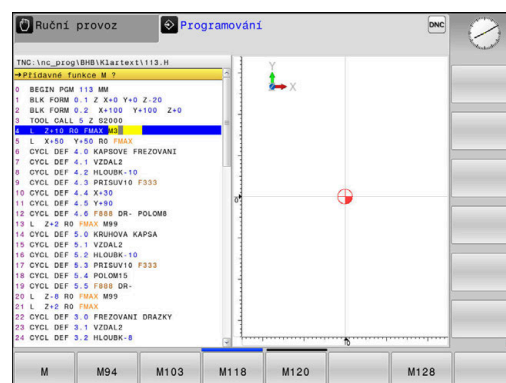 Ruční provoz
Programování
DNC
TNC:\nc_prog\BHB\Klartext\113.H
→Přídavné funkce M ?
0 BEGIN PGM 113 MM
1 BLK FORM 0.1 Z X+0 Y+0 Z-20
2 BLK FORM 0.2 X+100 Y+100 Z+0
3 TOOL CALL 5 Z S2000
4 L Z+10 R0 FMAX M3
5 L X+50 Y+50 R0 FMAX
6 CYCL DEF 4.0 KAPSOVE FREZOVANI
7 CYCL DEF 4.1 VZDAL2
8 CYCL DEF 4.2 HLOUBK-10
9 CYCL DEF 4.3 PRISUV10 F333
10 CYCL DEF 4.4 X+30
11 CYCL DEF 4.5 Y+90
12 CYCL DEF 4.6 F888 DR- POLOM8
13 L Z+2 R0 FMAX M99
14 CYCL DEF 5.0 KRUHOVA KAPSA
15 CYCL DEF 5.1 VZDAL2
16 CYCL DEF 5.2 HLOUBK-10
17 CYCL DEF 5.3 PRISUV10 F333
18 CYCL DEF 5.4 POLOM15
19 CYCL DEF 5.5 F888 DR-
20 L Z-8 R0 FMAX M99
21 L Z+2 R0 FMAX
22 CYCL DEF 3.0 FREZOVANI DRAZKY
23 CYCL DEF 3.1 VZDAL2
24 CYCL DEF 3.2 HLOUBK-8
Y
X
0
0
M
M94
M103
M118
M120
M128